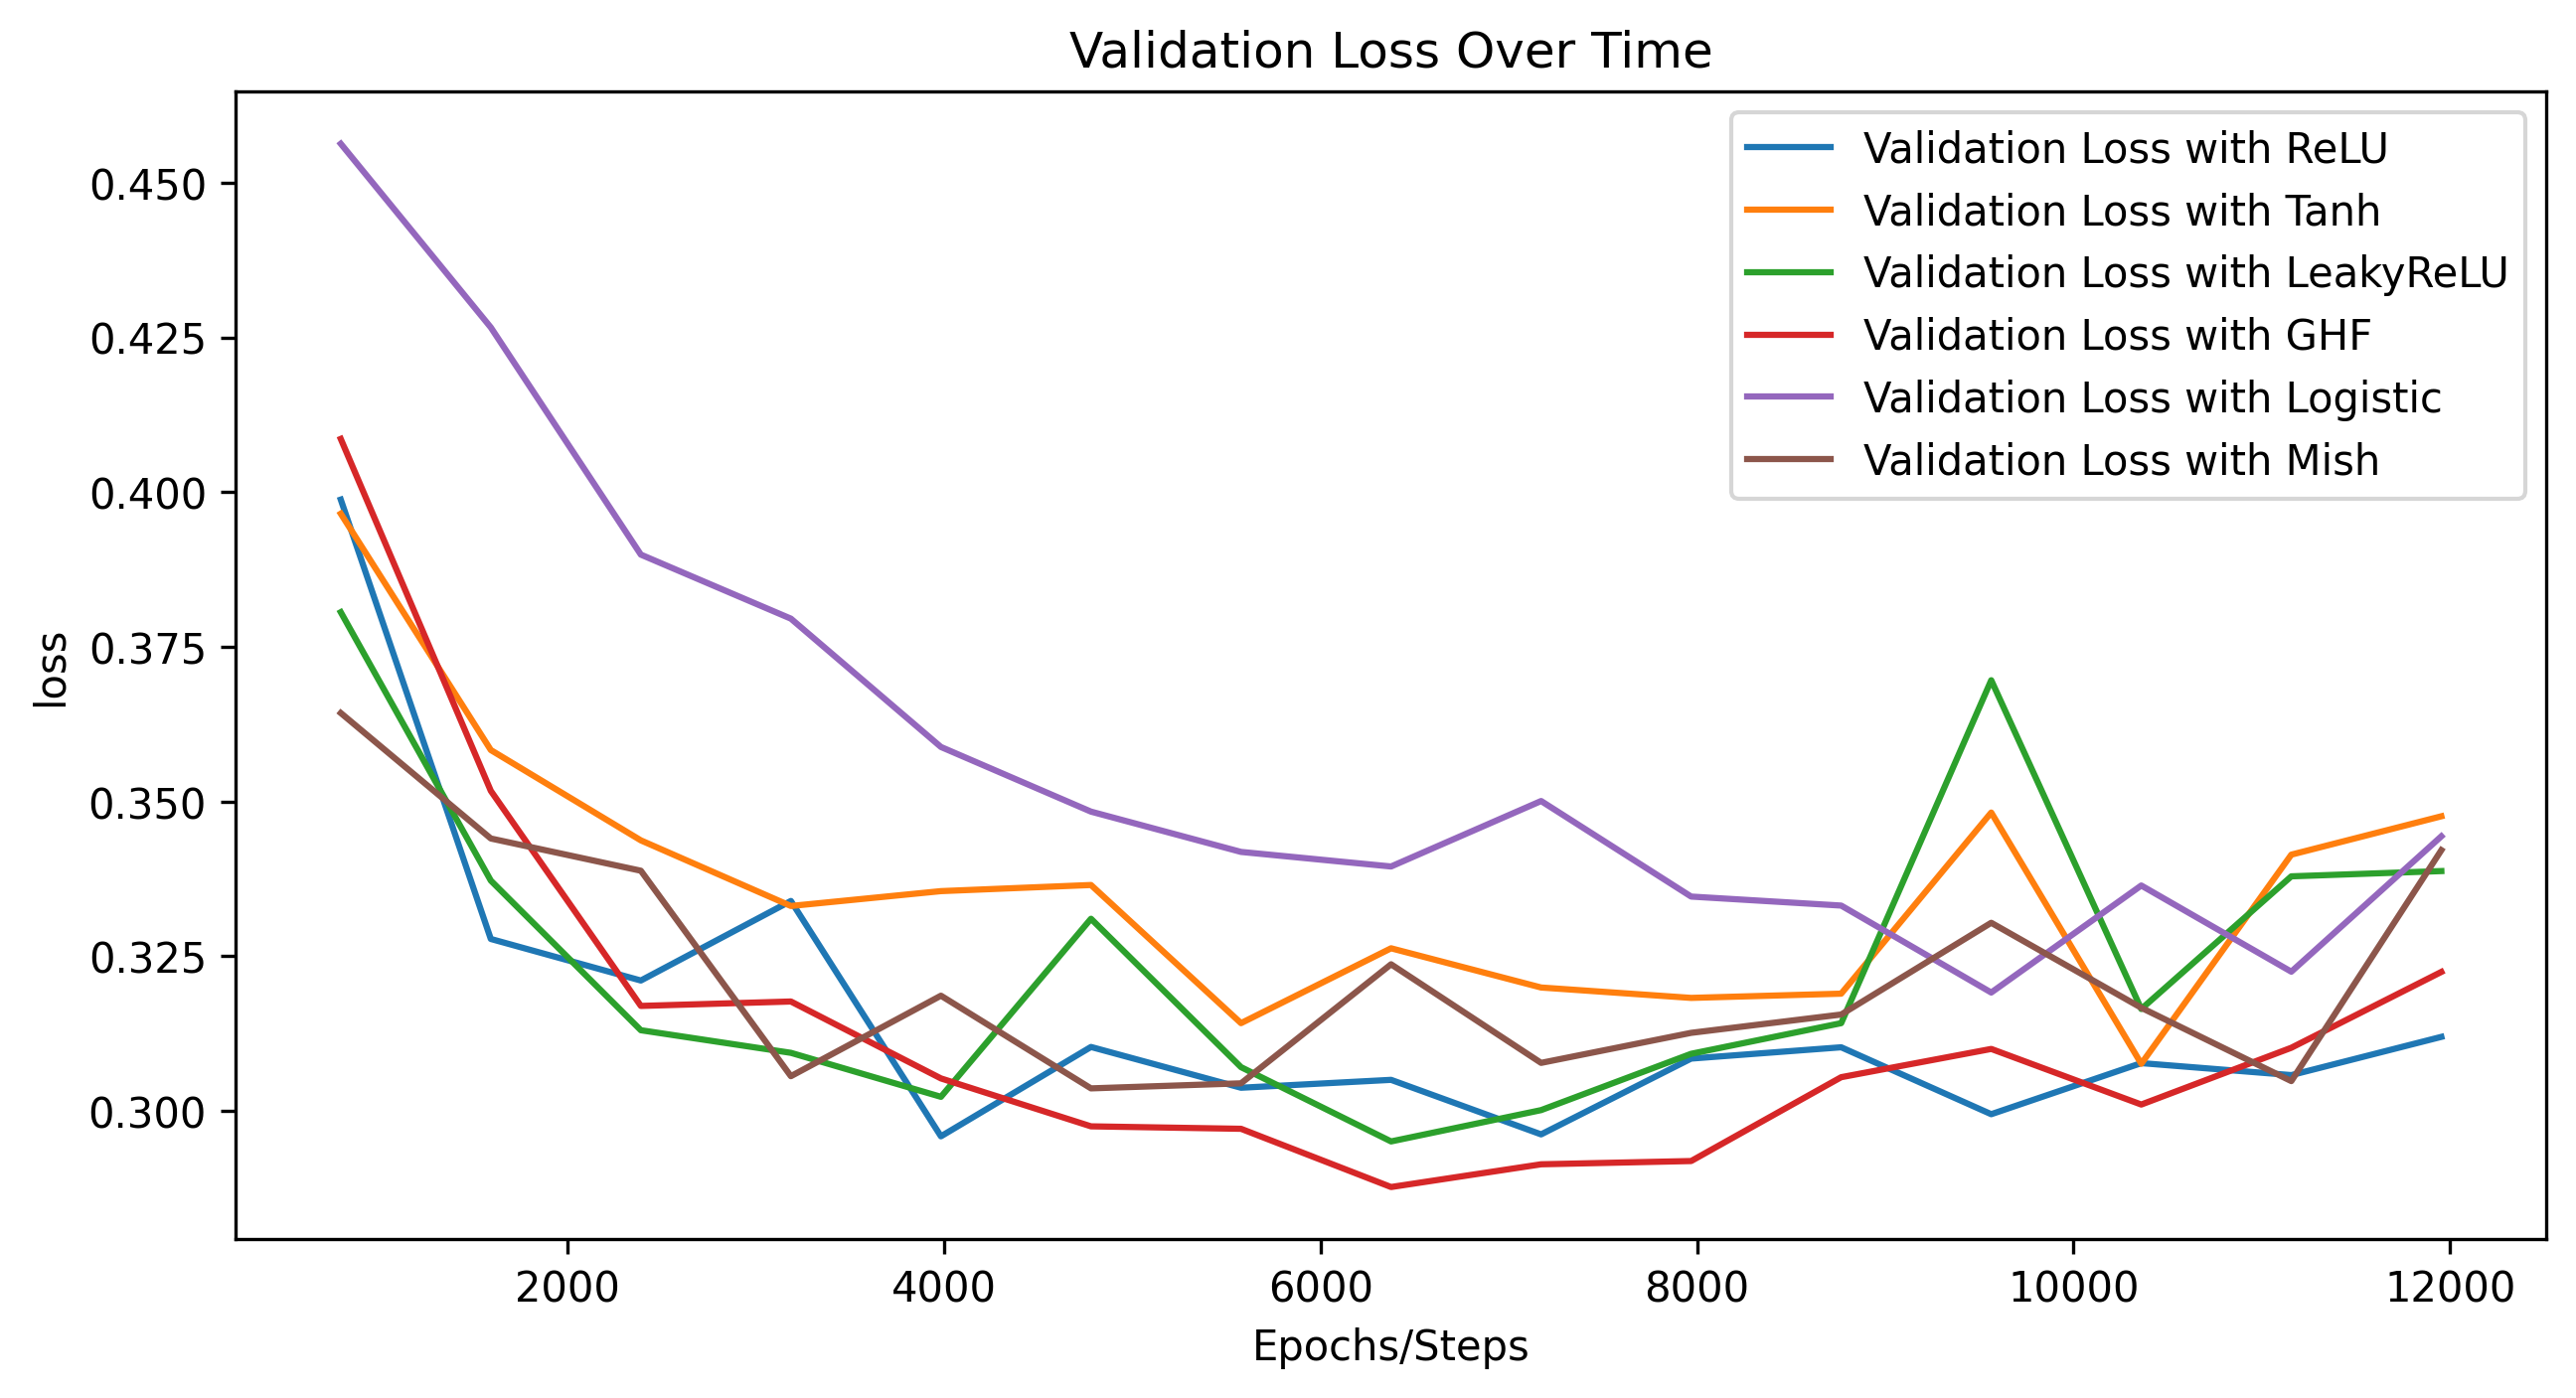 Validation Loss Over Time
Validation Loss with ReLU
Validation Loss with Tanh
Validation Loss with LeakyReLU
Validation Loss with GHF
Validation Loss with Logistic
Validation Loss with Mish
0.450
0.425
0.400
0.375
0.350
0.325
0.300
loss
2000 4000 6000 8000 10000 12000
Epochs/Steps